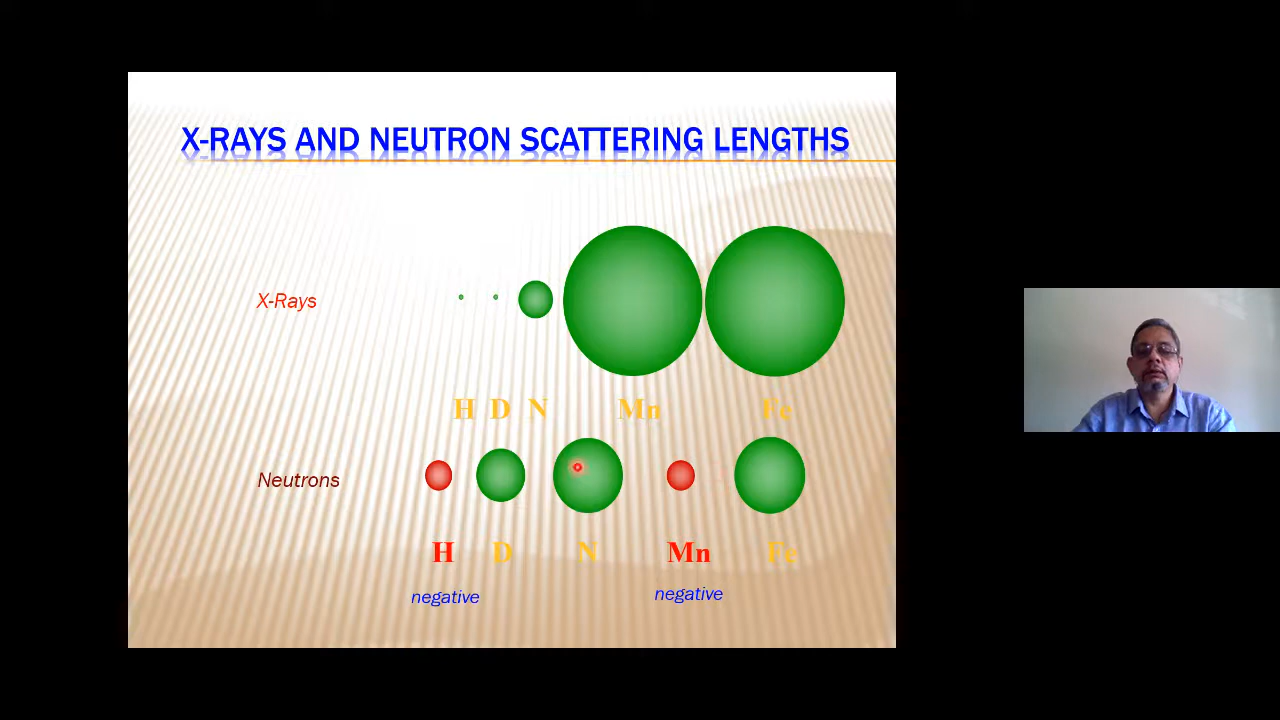 X-RAYS AND NEUTRON SCATTERING LENGTHS
X-Rays
H D N Mn Fe
Neutrons
H D N Mn Fe
negative negative